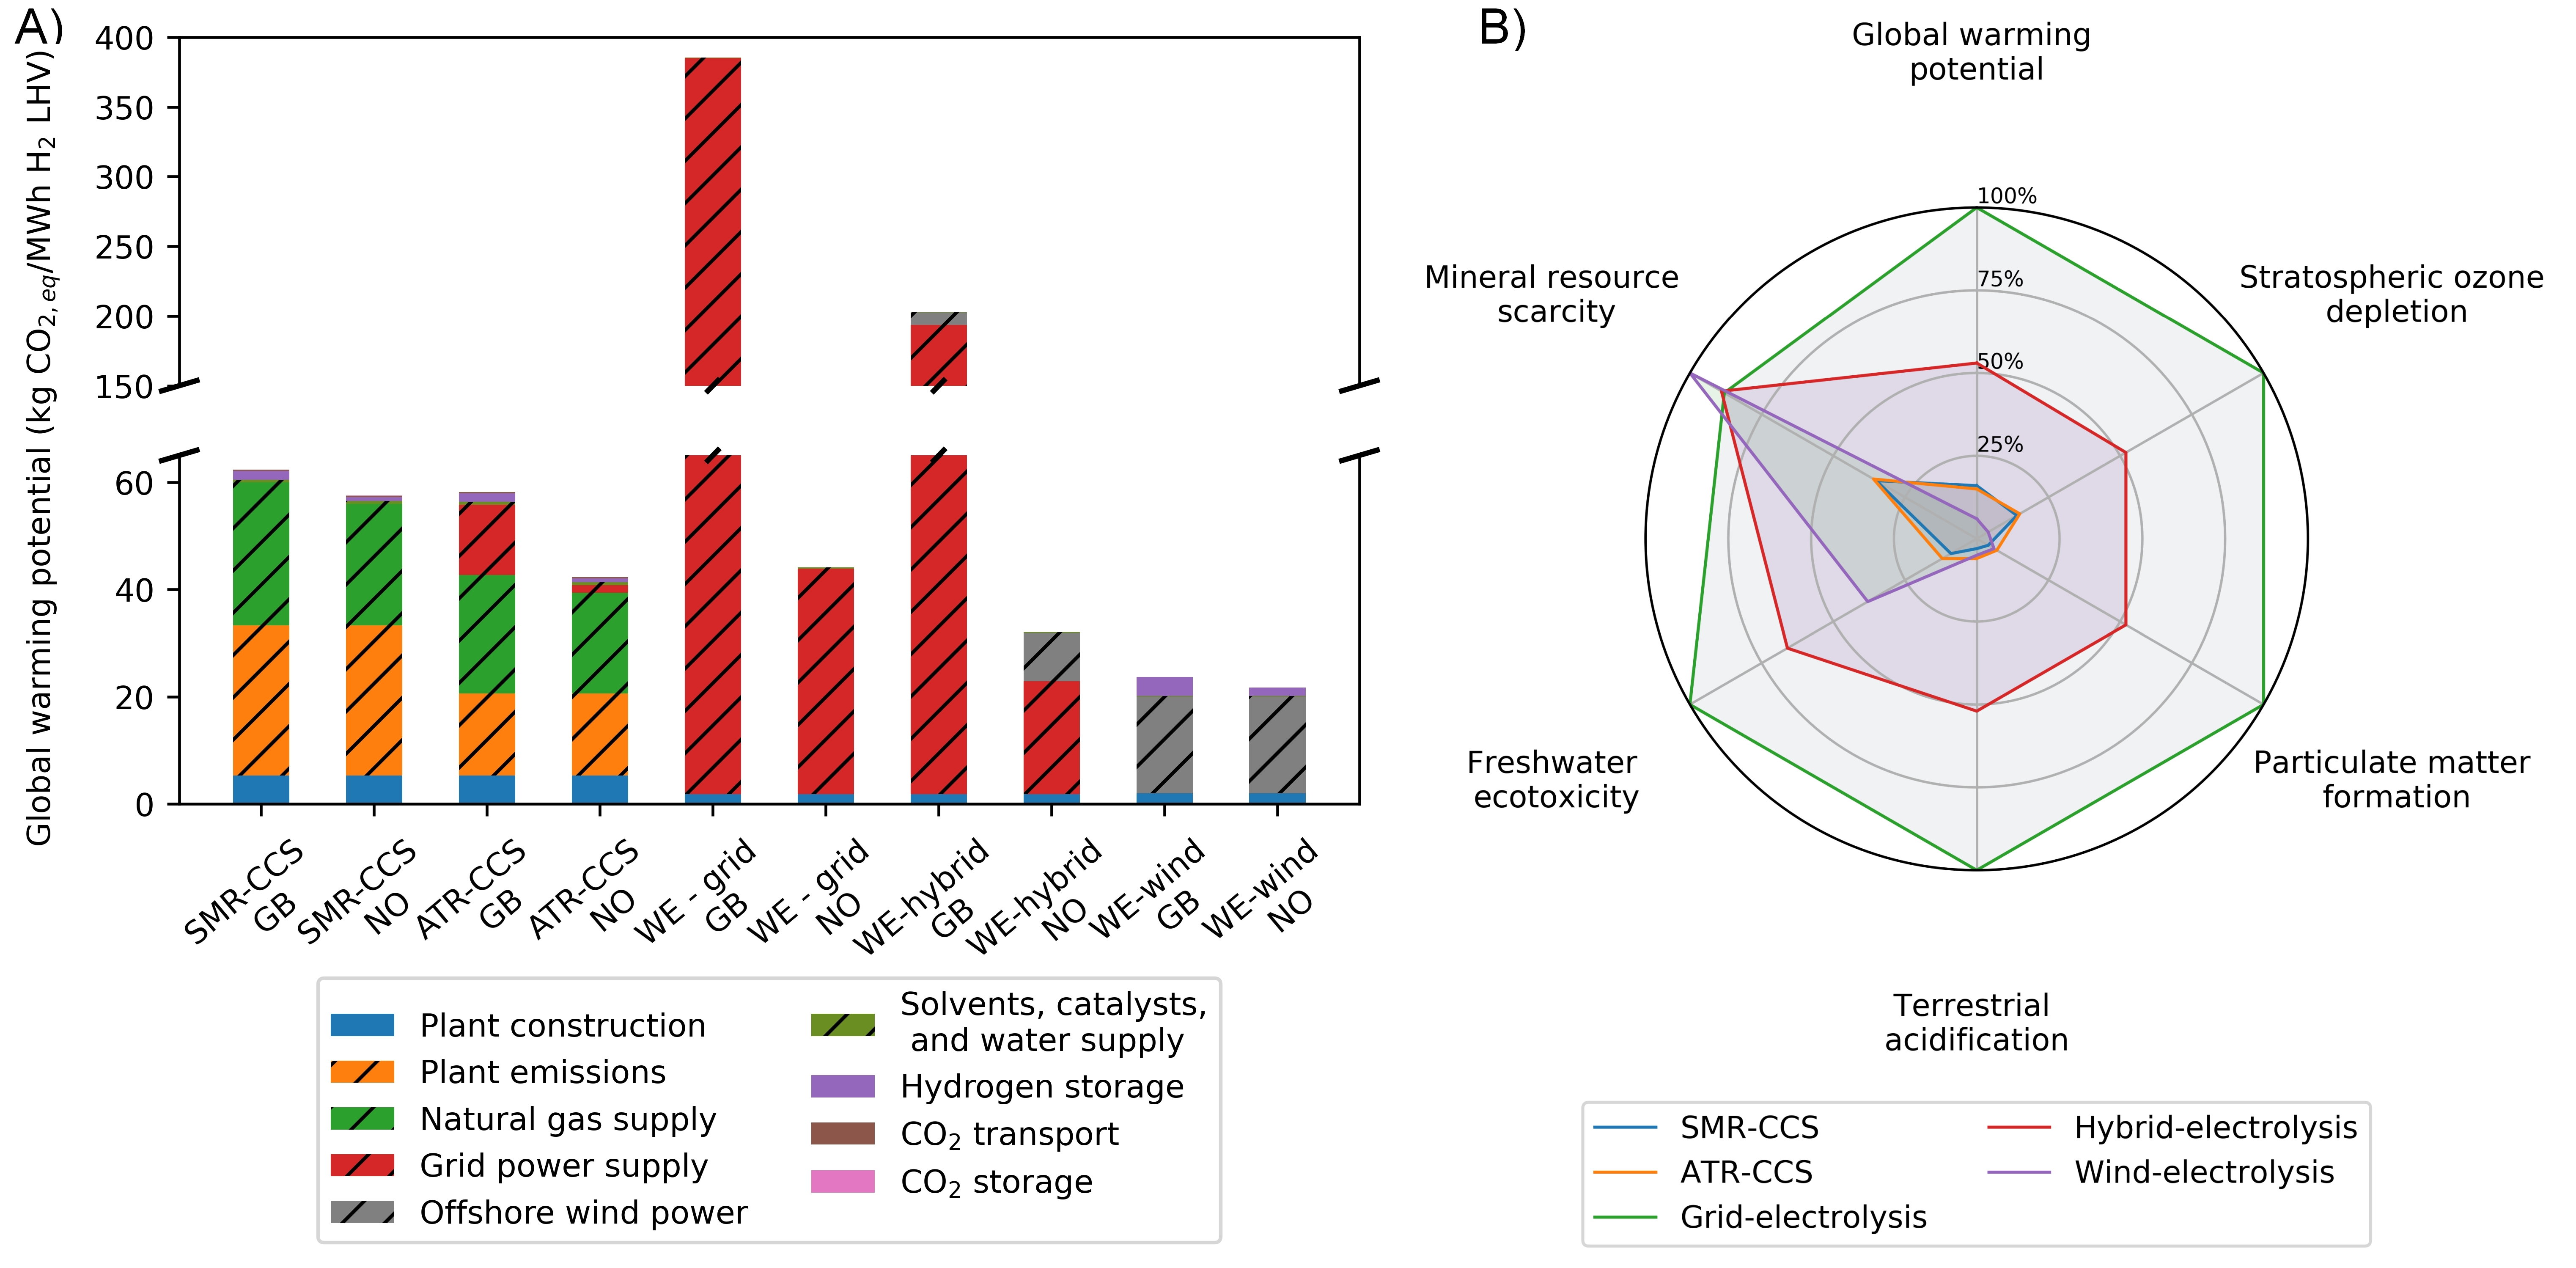 A)
Global warming potential (kg CO2, eq/MWh H2 LHV)
400
350
300
250
200
150
60
40
20
0
SMR-CCS
GB
SMR-CCS
NO
ATR-CCS
GB
ATR-CCS
NO
WE - grid
GB
WE - grid
NO
WE-hybrid
GB
WE-hybrid
NO
WE-wind
GB
WE-wind
NO
Plant construction
Plant emissions
Natural gas supply
Grid power supply
Offshore wind power
Solvents, catalysts,
and water supply
Hydrogen storage
CO2 transport
CO2 storage
B)
Global warming
potential
Stratospheric ozone
depletion
Particulate matter
formation
Terrestrial
acidification
Freshwater
ecotoxicity
Mineral resource
scarcity
100%
75%
50%
25%
SMR-CCS
ATR-CCS
Grid-electrolysis
Hybrid-electrolysis
Wind-electrolysis